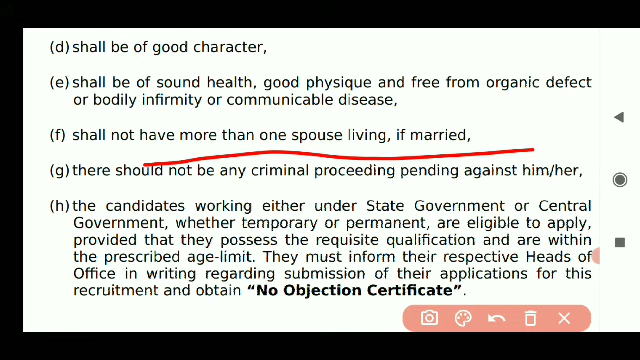 (d) shall be of good character,
(e) shall be of sound health, good physique and free from organic defect
or bodily infirmity or communicable disease,
(f) shall not have more than one spouse living, if married,
(g) there should not be any criminal proceeding pending against him/her,
(h) the candidates working either under State Government or Central
Government, whether temporary or permanent, are eligible to apply,
provided that they possess the requisite qualification and are within
the prescribed age-limit. They must inform their respective Heads of
Office in writing regarding submission of their applications for this
recruitment and obtain “No Objection Certificate”.